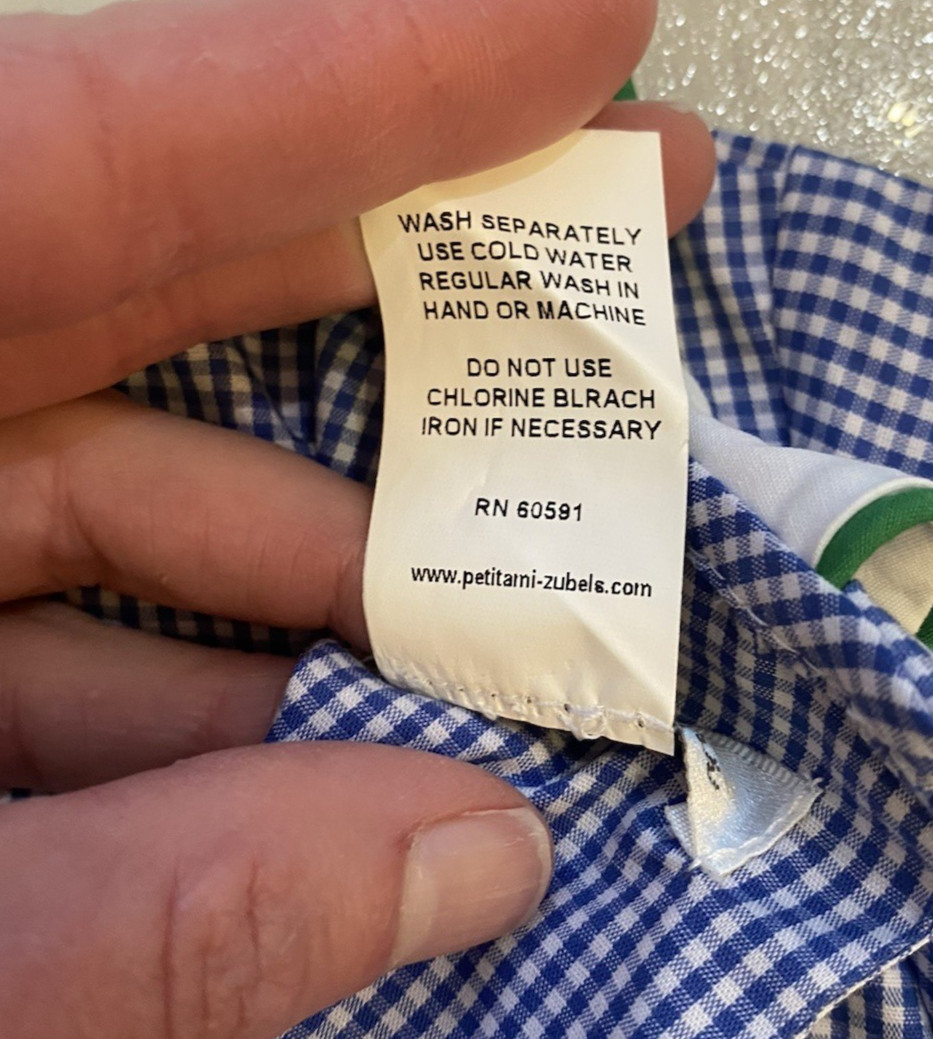 WASH SEPARATELY
USE COLD WATER
REGULAR WASH IN
HAND OR MACHINE
DO NOT USE
CHLORINE BLRACH
IRON IF NECESSARY
RN 60591
www.petitami-zubels.com